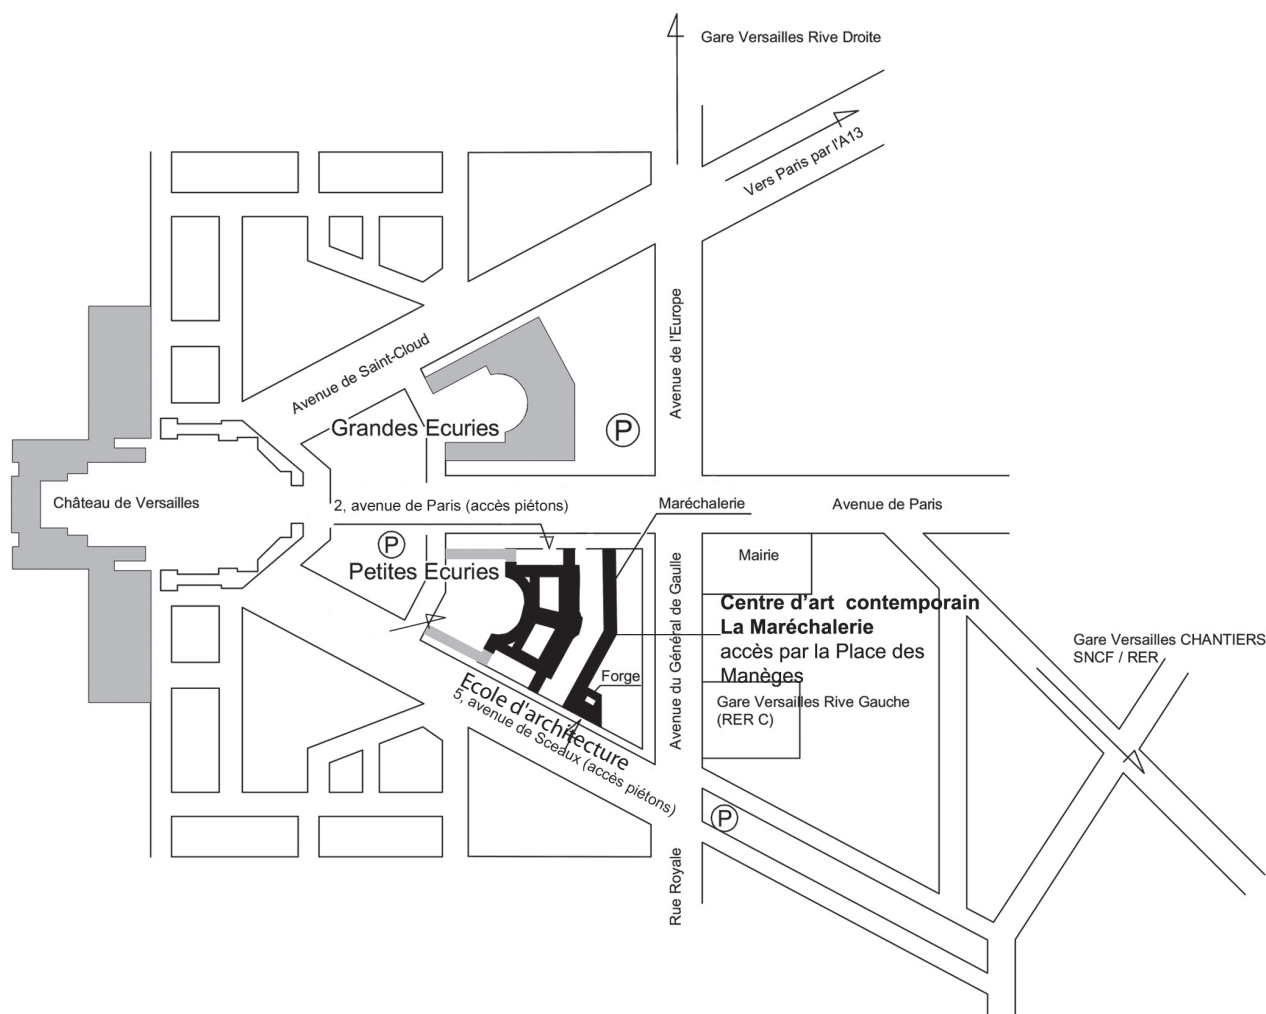 Gare Versailles Rive Droite
Vers Paris par l'A13
Avenue de l'Europe
Avenue de Saint-Cloud
Grandes Ecuries
P
Château de Versailles
2, avenue de Paris (accès piétons)
Maréchalerie
Avenue de Paris
P
Petites Ecuries
Mairie
Avenue du Général de Gaulle
Centre d'art contemporain
La Maréchalerie
accès par la Place des
Manèges
Gare Versailles CHANTIERS
SNCF / RER
Forge
Ecole d'architecture
5, avenue de Sceaux (accès piétons)
Gare Versailles Rive Gauche
(RER C)
P
Rue Royale